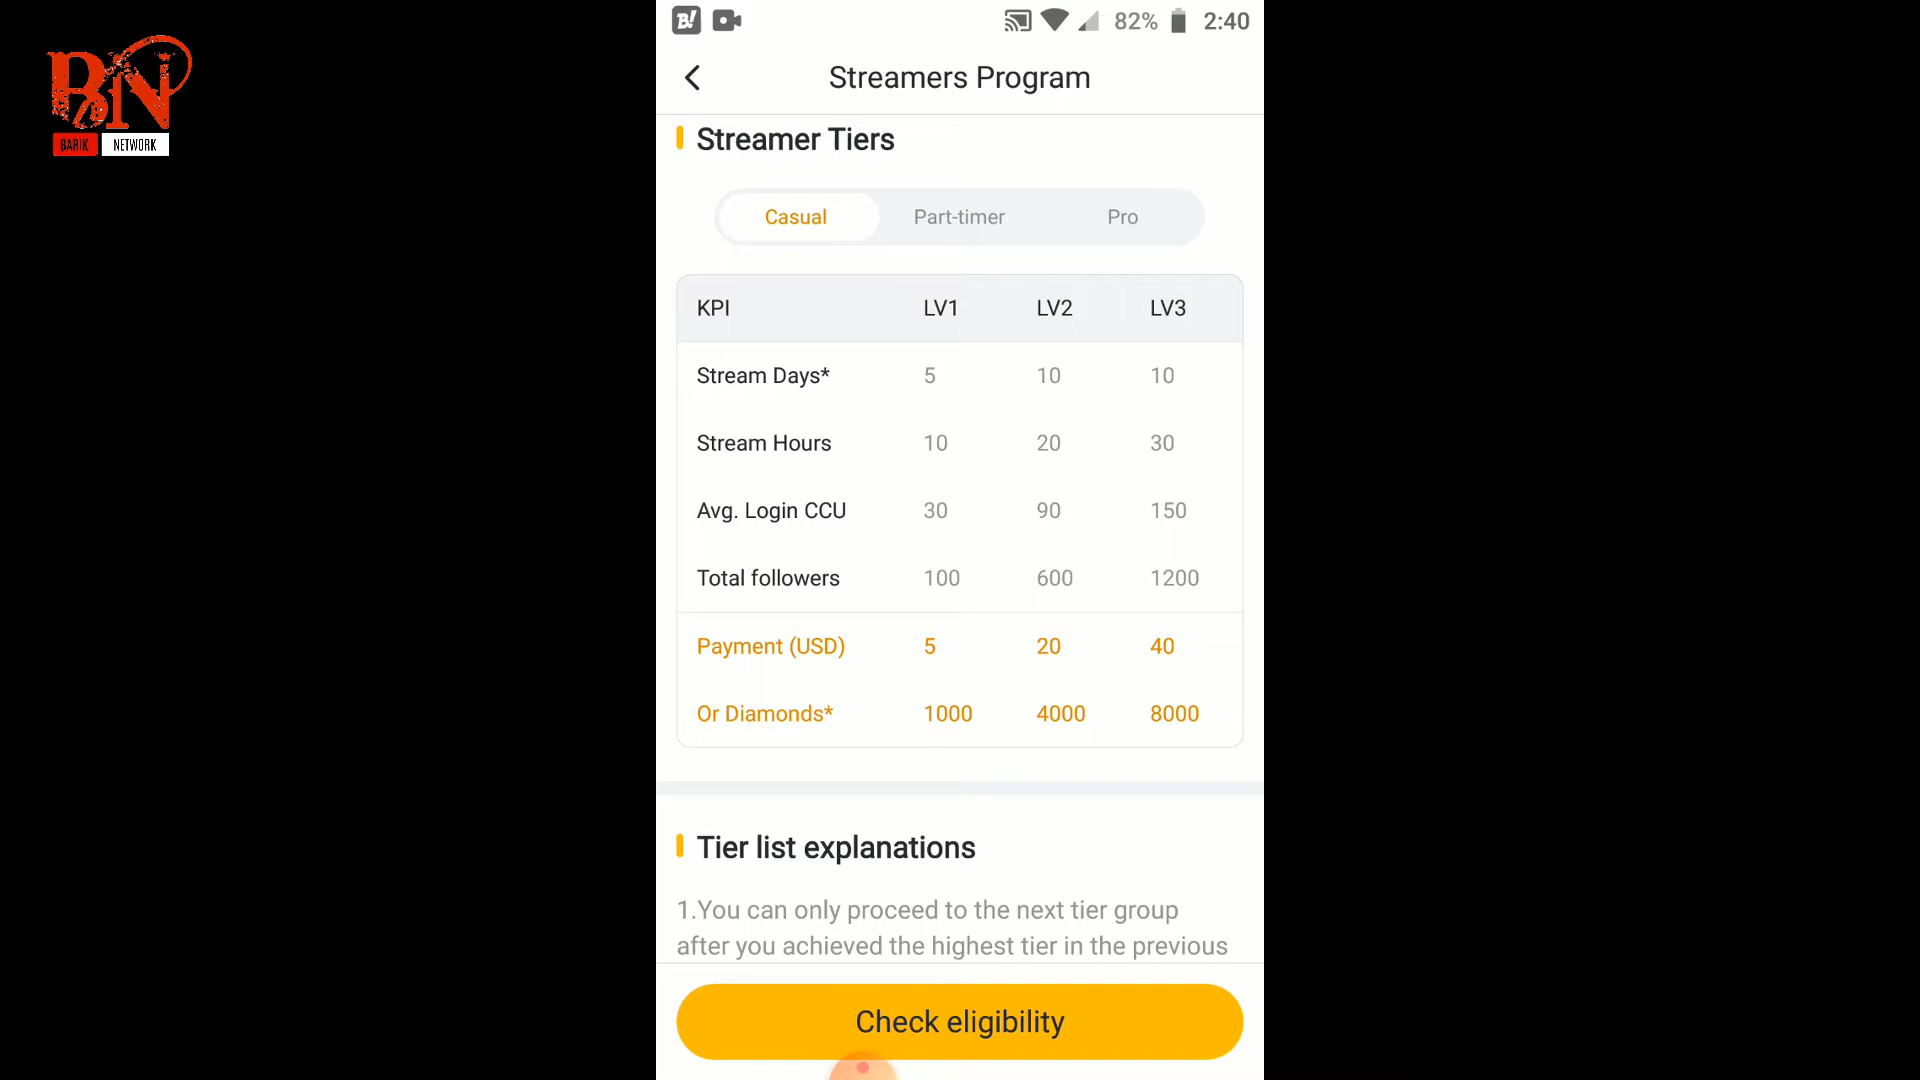 BN
BARIK NETWORK
B!
82% 2:40
Streamers Program
Streamer Tiers
Casual Part-timer Pro
KPI LV1 LV2 LV3
Stream Days* 5 10 10
Stream Hours 10 20 30
Avg. Login CCU 30 90 150
Total followers 100 600 1200
Payment (USD) 5 20 40
Or Diamonds* 1000 4000 8000
Tier list explanations
1.You can only proceed to the next tier group
after you achieved the highest tier in the previous
Check eligibility